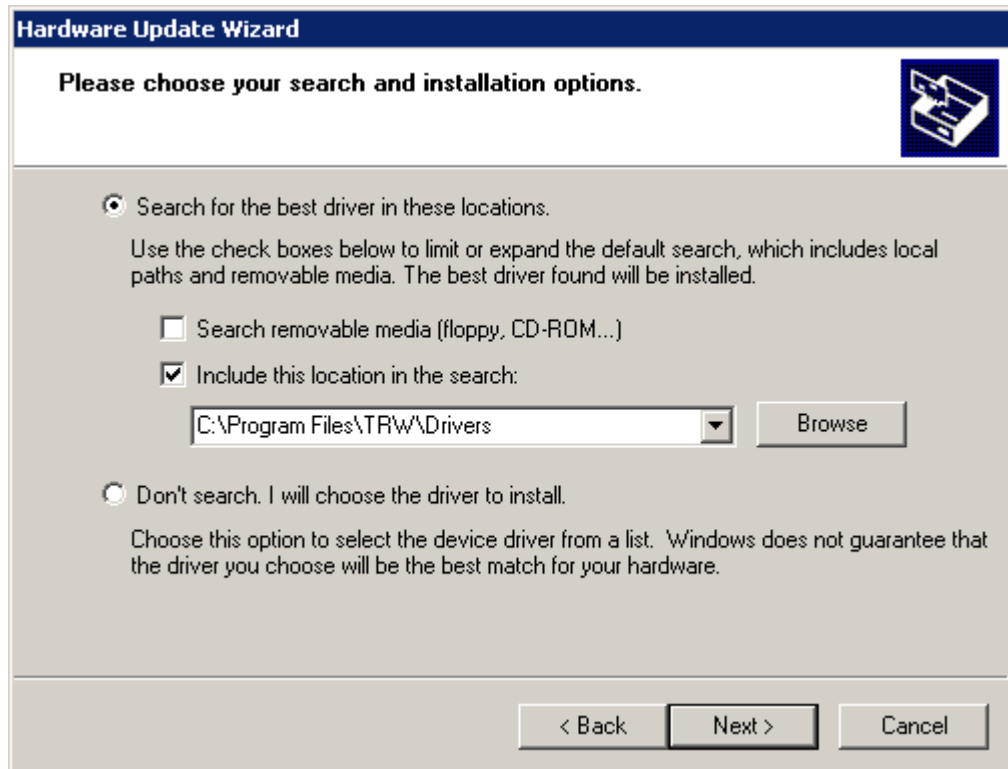 Hardware Update Wizard
Please choose your search and installation options.
Search for the best driver in these locations.
Use the check boxes below to limit or expand the default search, which includes local
paths and removable media. The best driver found will be installed.
Search removable media (floppy, CD-ROM...)
Include this location in the search:
C:\Program Files\TRW\Drivers
Browse
Don't search. I will choose the driver to install.
Choose this option to select the device driver from a list.  Windows does not guarantee that
the driver you choose will be the best match for your hardware.
< Back
Next >
Cancel